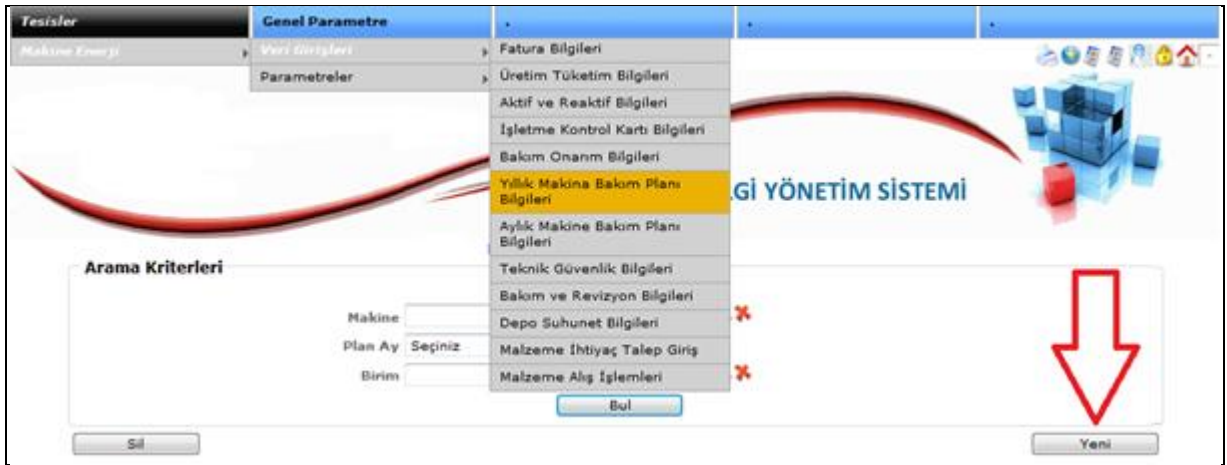 Tesisler
Genel Parametre
.
.
.
Makine Enerji
Veri Girişleri
Parametreler
Fatura Bilgileri
Üretim Tüketim Bilgileri
Aktif ve Reaktif Bilgileri
İşletme Kontrol Kartı Bilgileri
Bakım Onarım Bilgileri
Yıllık Makina Bakım Planı
Bilgileri
Aylık Makine Bakım Planı
Bilgileri
Teknik Güvenlik Bilgileri
Bakım ve Revizyon Bilgileri
Depo Suhunet Bilgileri
Malzeme İhtiyaç Talep Giriş
Malzeme Alış İşlemleri
LGİ YÖNETİM SİSTEMİ
Arama Kriterleri
Makine
Plan Ay Seçiniz
Birim
Bul
Sil
Yeni